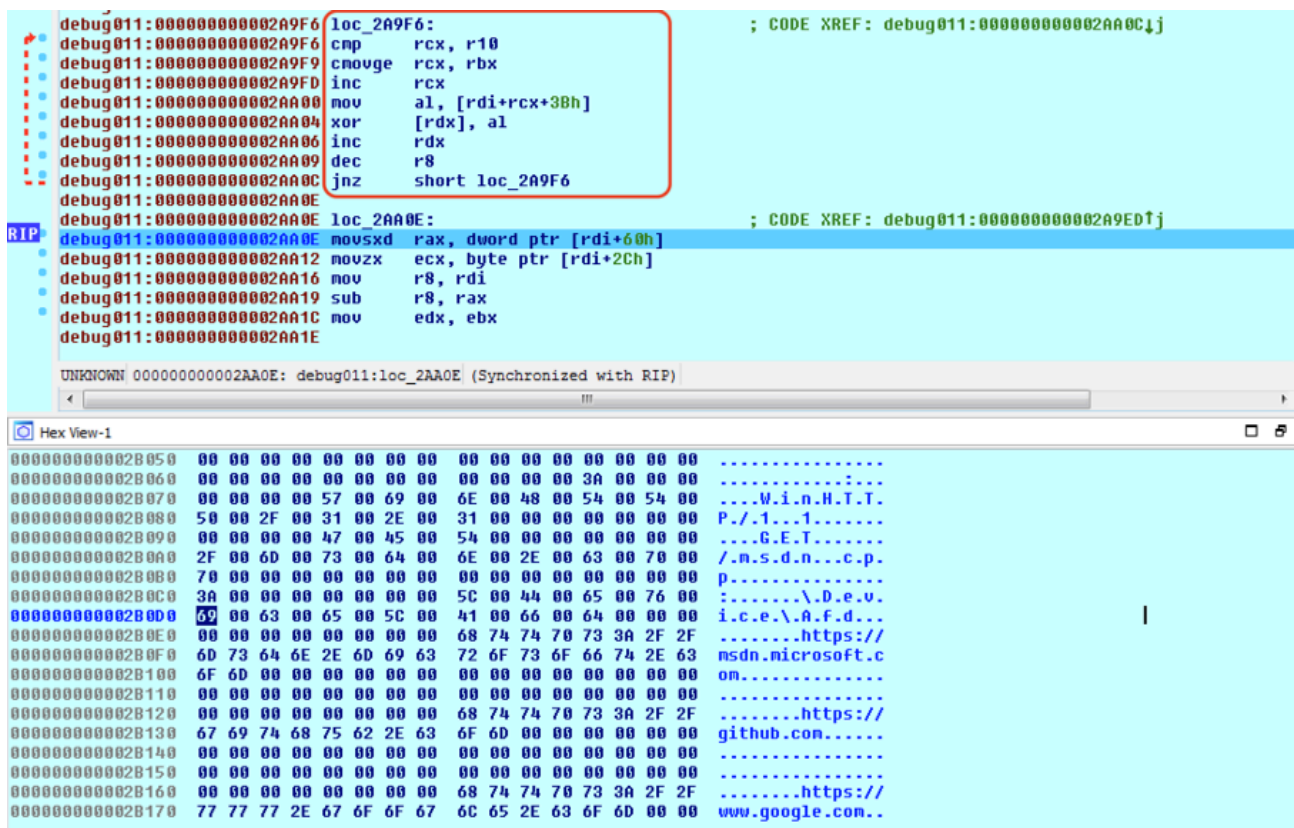 debug011:000000000002A9F6 loc_2A9F6: ; CODE XREF: debug011:000000000002AA0C↓j
debug011:000000000002A9F6 cmp rcx, r10
debug011:000000000002A9F9 cmovge rcx, rbx
debug011:000000000002A9FD inc rcx
debug011:000000000002AA00 mov al, [rdi+rcx+3Bh]
debug011:000000000002AA04 xor [rdx], al
debug011:000000000002AA06 inc rdx
debug011:000000000002AA09 dec r8
debug011:000000000002AA0C jnz short loc_2A9F6
debug011:000000000002AA0E
debug011:000000000002AA0E loc_2AA0E: ; CODE XREF: debug011:000000000002A9ED↑j
RIP debug011:000000000002AA0E movsxd rax, dword ptr [rdi+60h]
debug011:000000000002AA12 movzx ecx, byte ptr [rdi+2Ch]
debug011:000000000002AA16 mov r8, rdi
debug011:000000000002AA19 sub r8, rax
debug011:000000000002AA1C mov edx, ebx
debug011:000000000002AA1E
UNKNOWN 000000000002AA0E: debug011:loc_2AA0E (Synchronized with RIP)
Hex View-1
000000000002B050 00 00 00 00 00 00 00 00 00 00 00 00 00 00 00 00 ................
000000000002B060 00 00 00 00 00 00 00 00 00 00 00 00 3A 00 00 00 ............:...
000000000002B070 00 00 00 00 57 00 69 00 6E 00 48 00 54 00 54 00 ....W.i.n.H.T.T.
000000000002B080 50 00 2F 00 31 00 2E 00 31 00 00 00 00 00 00 00 P./.1...1.......
000000000002B090 00 00 00 00 47 00 45 00 54 00 00 00 00 00 00 00 ....G.E.T.......
000000000002B0A0 2F 00 6D 00 73 00 64 00 6E 00 2E 00 63 00 70 00 /.m.s.d.n...c.p.
000000000002B0B0 70 00 00 00 00 00 00 00 00 00 00 00 00 00 00 00 p...............
000000000002B0C0 3A 00 00 00 00 00 00 00 5C 00 44 00 65 00 76 00 :.......\.D.e.v.
000000000002B0D0 69 00 63 00 65 00 5C 00 41 00 66 00 64 00 00 00 i.c.e.\.A.f.d...
000000000002B0E0 00 00 00 00 00 00 00 00 68 74 74 70 73 3A 2F 2F ........https://
000000000002B0F0 6D 73 64 6E 2E 6D 69 63 72 6F 73 6F 66 74 2E 63 msdn.microsoft.c
000000000002B100 6F 6D 00 00 00 00 00 00 00 00 00 00 00 00 00 00 om..............
000000000002B110 00 00 00 00 00 00 00 00 00 00 00 00 00 00 00 00 ................
000000000002B120 00 00 00 00 00 00 00 00 68 74 74 70 73 3A 2F 2F ........https://
000000000002B130 67 69 74 68 75 62 2E 63 6F 6D 00 00 00 00 00 00 github.com......
000000000002B140 00 00 00 00 00 00 00 00 00 00 00 00 00 00 00 00 ................
000000000002B150 00 00 00 00 00 00 00 00 00 00 00 00 00 00 00 00 ................
000000000002B160 00 00 00 00 00 00 00 00 68 74 74 70 73 3A 2F 2F ........https://
000000000002B170 77 77 77 2E 67 6F 6F 67 6C 65 2E 63 6F 6D 00 00 www.google.com..